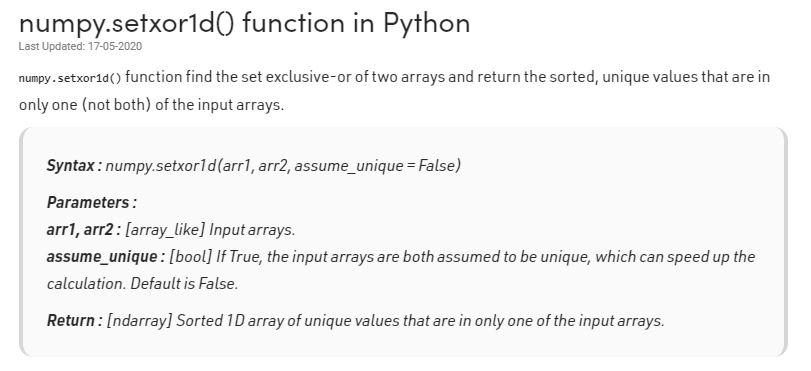 numpy.setxor1d() function in Python
Last Updated: 17-05-2020
numpy.setxor1d() function find the set exclusive-or of two arrays and return the sorted, unique values that are in
only one (not both) of the input arrays.
Syntax : numpy.setxor1d(arr1, arr2, assume_unique = False)
Parameters :
arr1, arr2 : [array_like] Input arrays.
assume_unique : [bool] If True, the input arrays are both assumed to be unique, which can speed up the
calculation. Default is False.
Return : [ndarray] Sorted 1D array of unique values that are in only one of the input arrays.